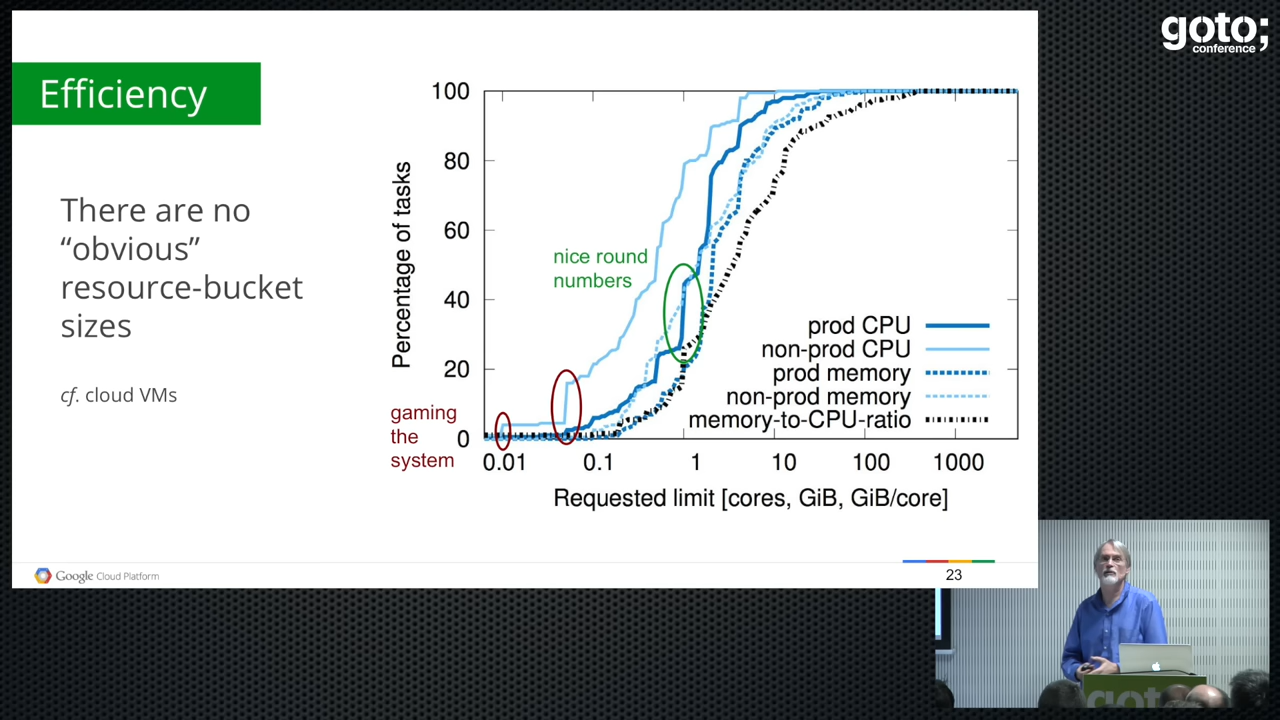 goto;
conference
Efficiency
There are no
“obvious”
resource-bucket
sizes
cf. cloud VMs
Percentage of tasks
100
80
60
40
20
0
nice round
numbers
gaming
the
system
prod CPU
non-prod CPU
prod memory
non-prod memory
memory-to-CPU-ratio
0.01 0.1 1 10 100 1000
Requested limit [cores, GiB, GiB/core]
Google Cloud Platform
23
goto